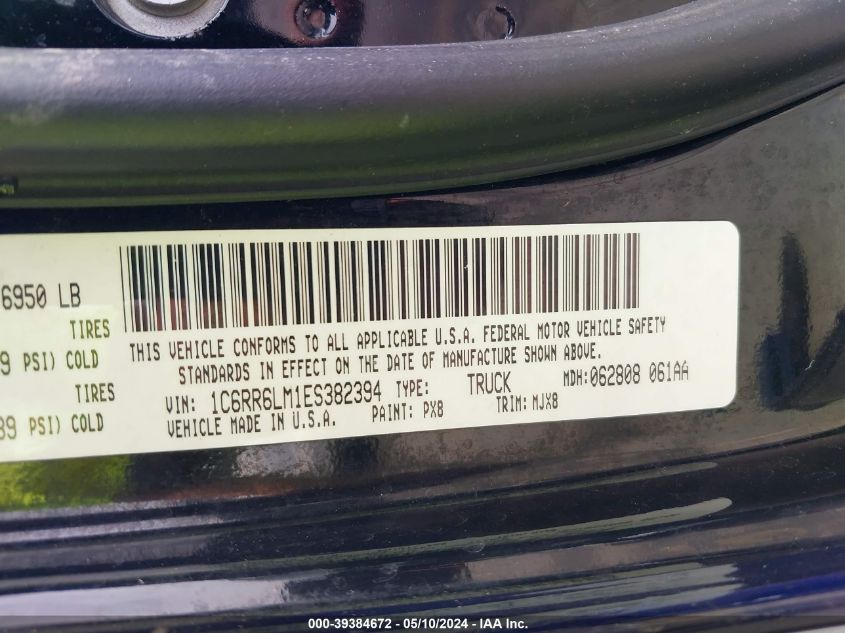 6950 LB
TIRES
9 PSI) COLD
TIRES
39 PSI) COLD
THIS VEHICLE CONFORMS TO ALL APPLICABLE U.S.A. FEDERAL MOTOR VEHICLE SAFETY
STANDARDS IN EFFECT ON THE DATE OF MANUFACTURE SHOWN ABOVE.
VIN: 1C6RR6LM1ES382394 TYPE: TRUCK MDH:062808 061AA
VEHICLE MADE IN U.S.A. PAINT: PX8 TRIM: MJX8
000-39384672 - 05/10/2024 - IAA Inc.